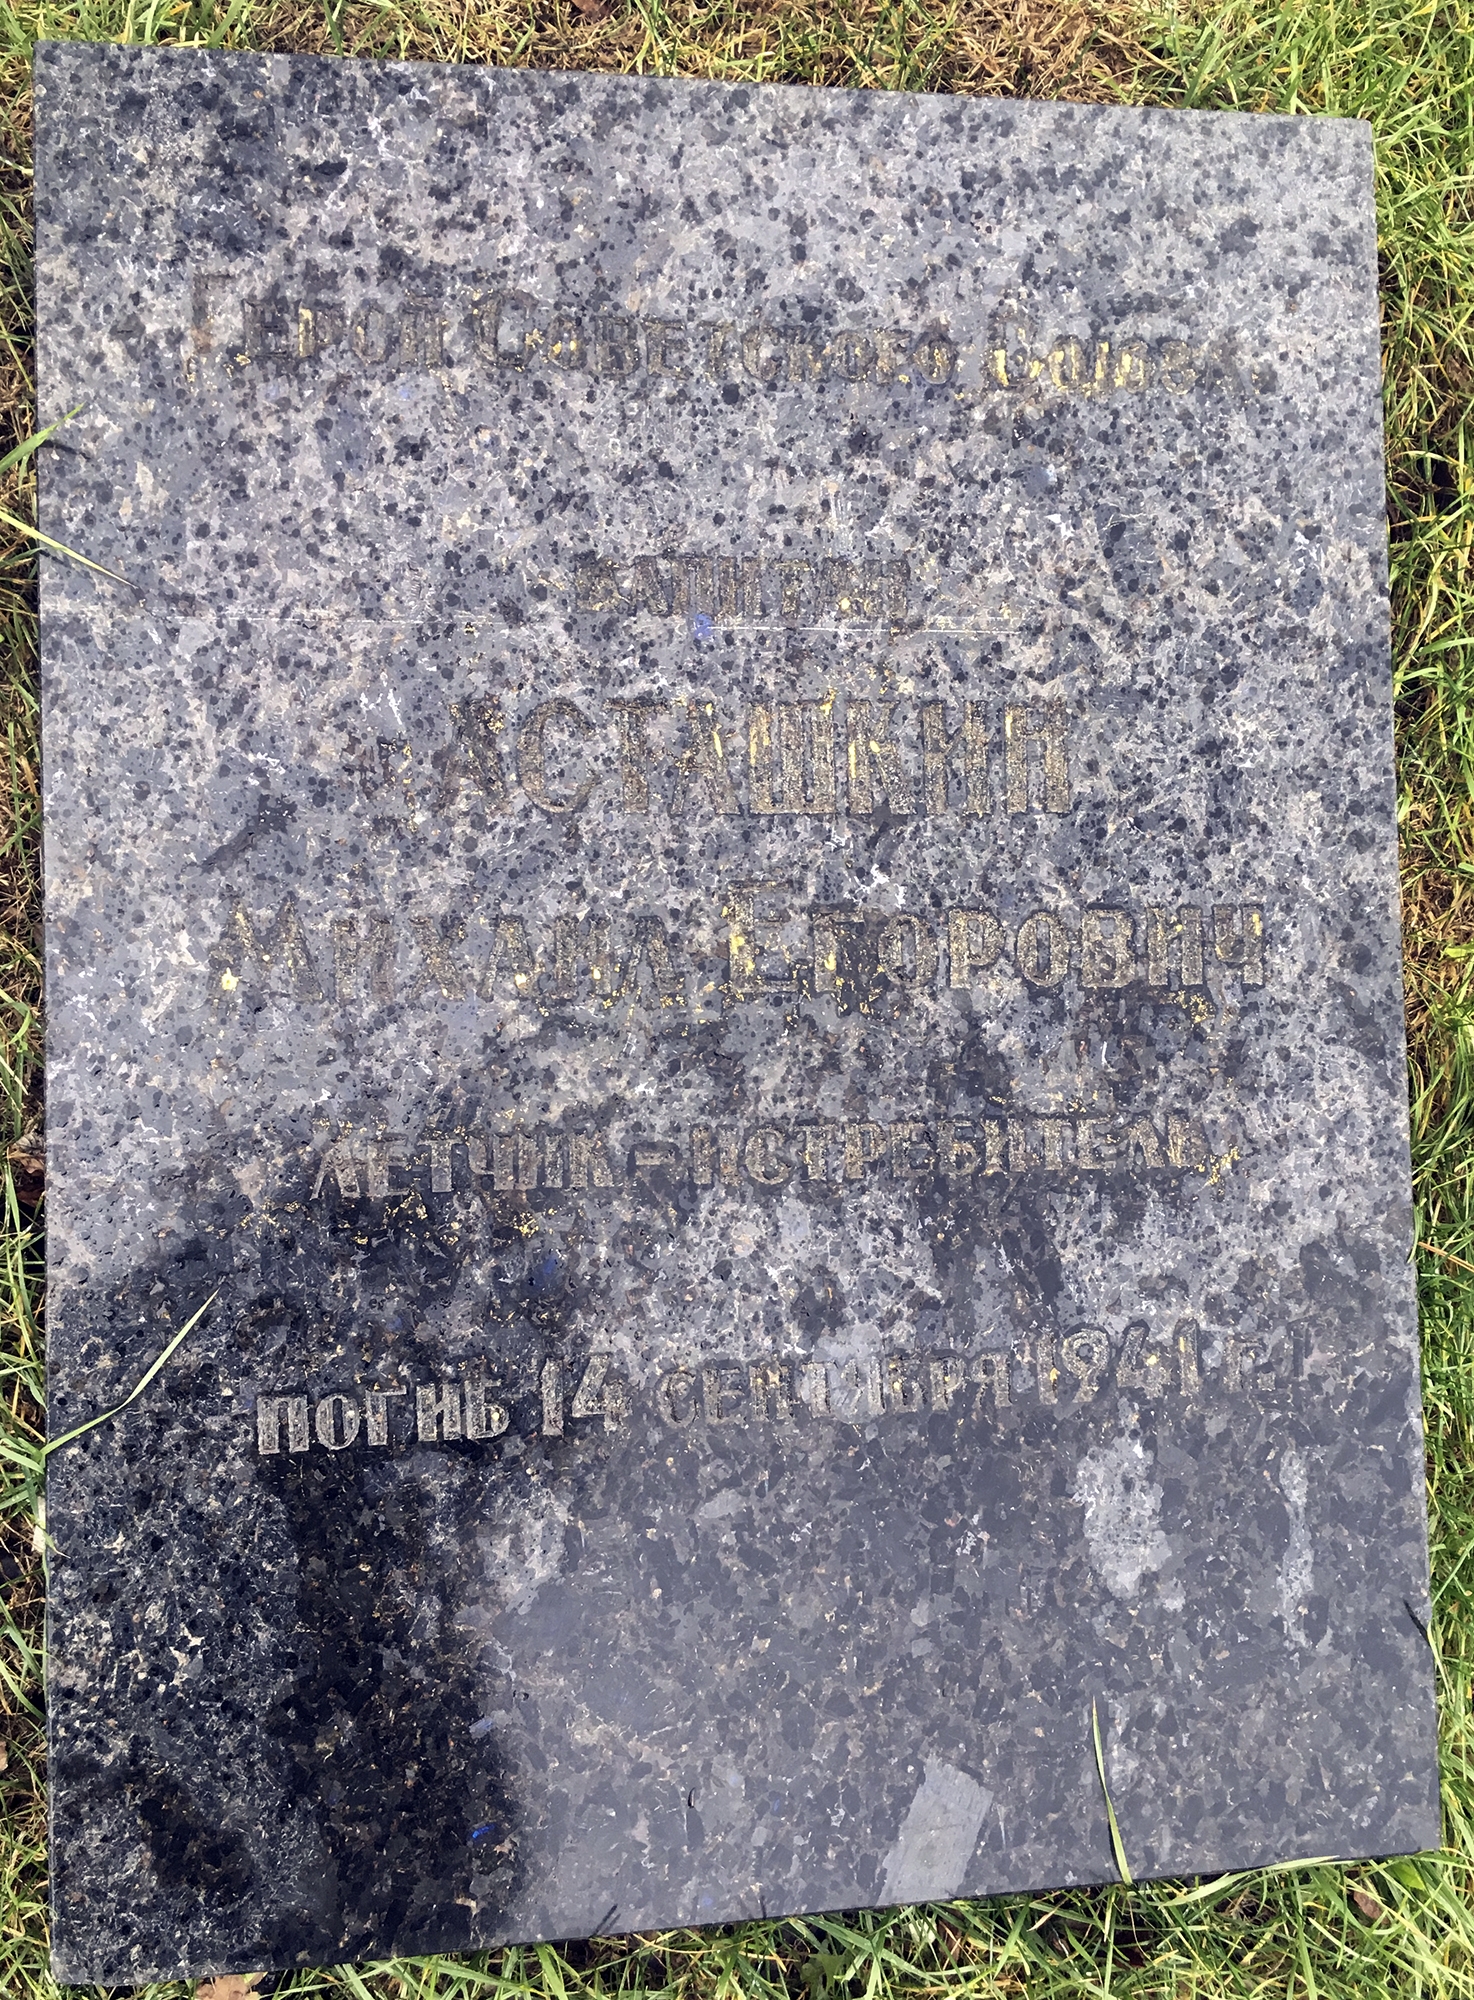 Герой Советского Союза
капитан
АСТАШКИН
Михаил Егорович
летчик-истребитель
погиб 14 сентября 1941 г.